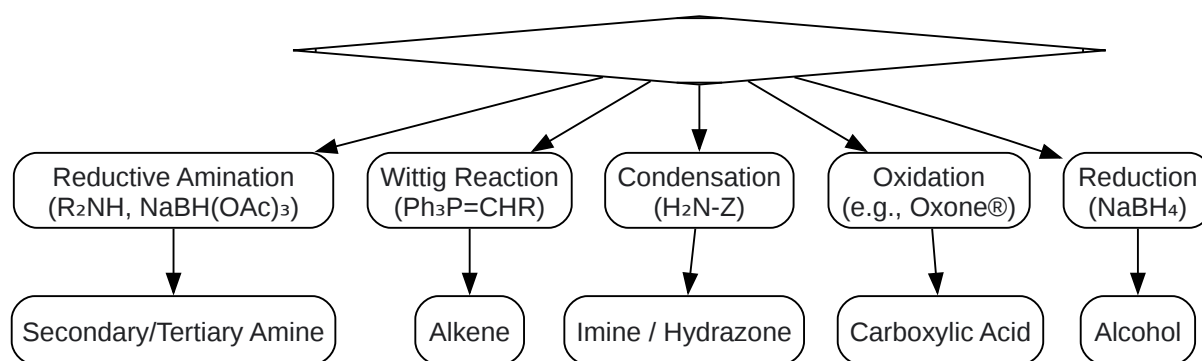 Reductive Amination
(R₂NH, NaBH(OAc)₃)
Wittig Reaction
(Ph₃P=CHR)
Condensation
(H₂N-Z)
Oxidation
(e.g., Oxone®)
Reduction
(NaBH₄)
Secondary/Tertiary Amine
Alkene
Imine / Hydrazone
Carboxylic Acid
Alcohol